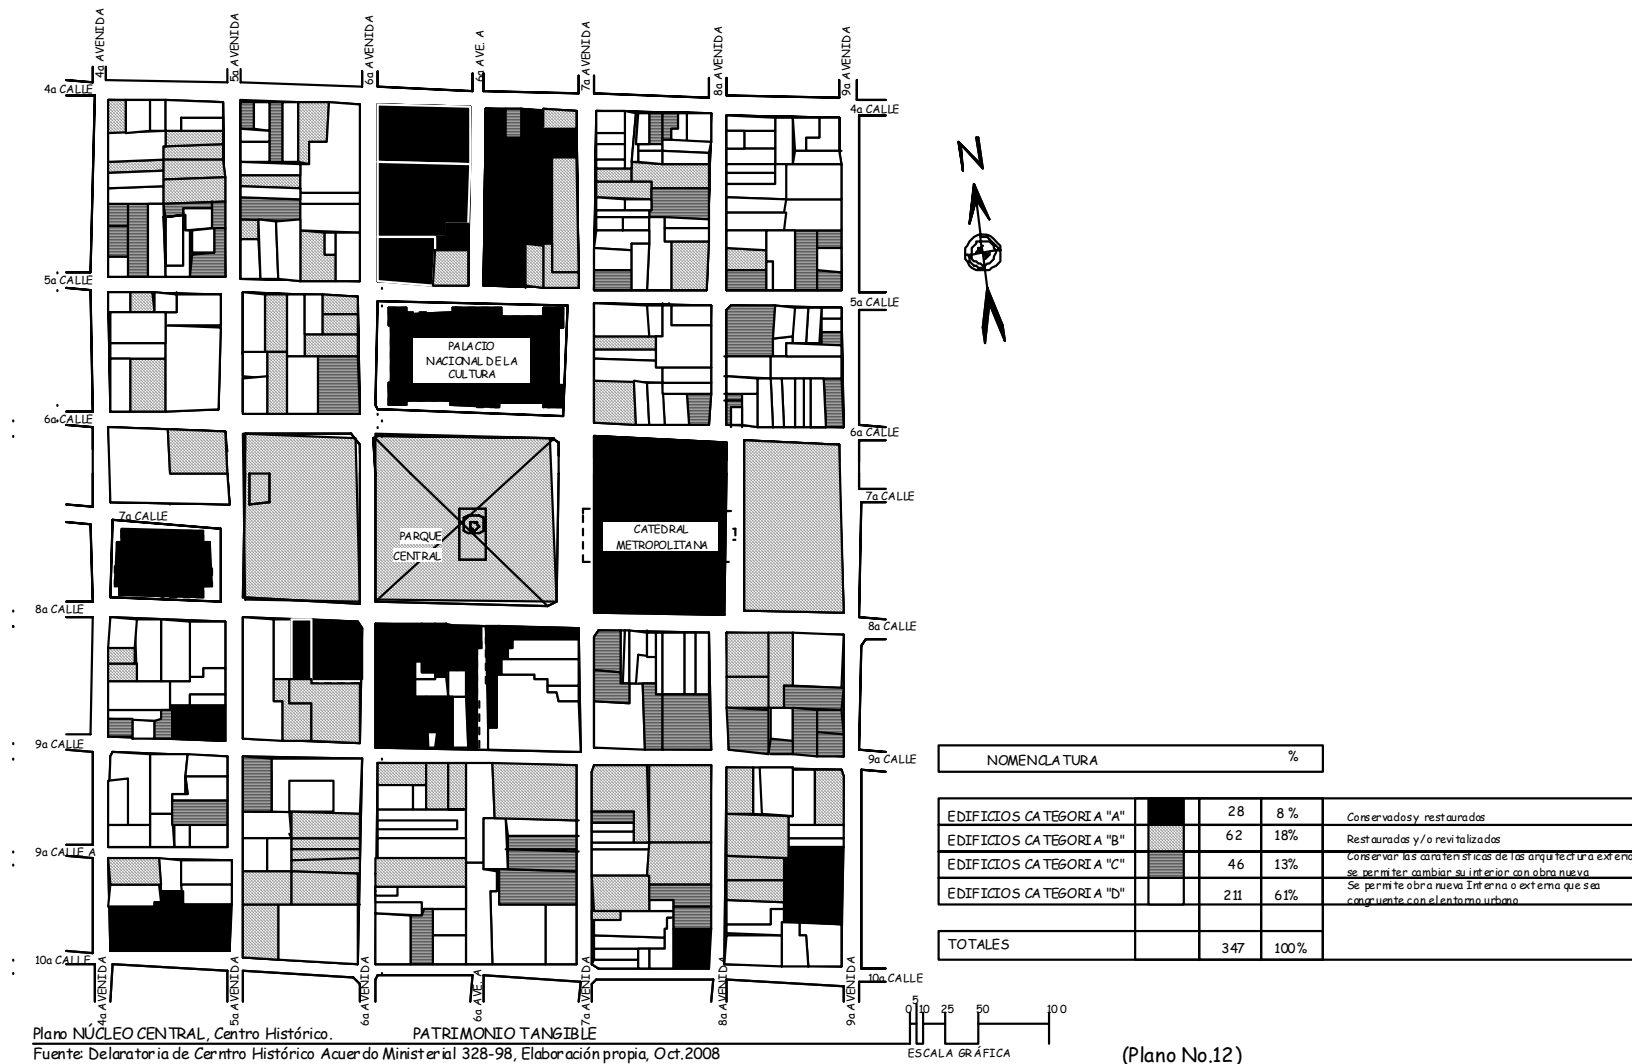 4a AVENIDA
5a AVENIDA
6a AVENIDA
6a AVE. A
7a AVENIDA
8a AVENIDA
9a AVENIDA
4a CALLE
4a CALLE
N
5a CALLE
5a CALLE
PALACIO
NACIONAL DE LA
CULTURA
6a CALLE
6a CALLE
7a CALLE
7a CALLE
PARQUE
CENTRAL
CATEDRAL
METROPOLITANA
8a CALLE
8a CALLE
9a CALLE
9a CALLE
NOMENCLATURA %
EDIFICIOS CATEGORIA "A" 28 8 % Conservados y restaurados
EDIFICIOS CATEGORIA "B" 62 18% Restaurados y/o revitalizados
EDIFICIOS CATEGORIA "C" 46 13% Conservar las carateristicas de las arquitectura externa
se permiter cambiar su interior con obra nueva
EDIFICIOS CATEGORIA "D" 211 61% Se permite obra nueva Interna o externa que sea
congruente con el entorno urbano
TOTALES 347 100%
9a CALLE A
10a CALLE
10a CALLE
4a AVENIDA
5a AVENIDA
6a AVENIDA
6a AVE. A
7a AVENIDA
8a AVENIDA
9a AVENIDA
0 5 10 25 50 100
ESCALA GRÁFICA
Plano NÚCLEO CENTRAL, Centro Histórico. PATRIMONIO TANGIBLE
Fuente: Delaratoria de Cerntro Histórico Acuerdo Ministerial 328-98, Elaboración propia, Oct.2008
(Plano No.12)